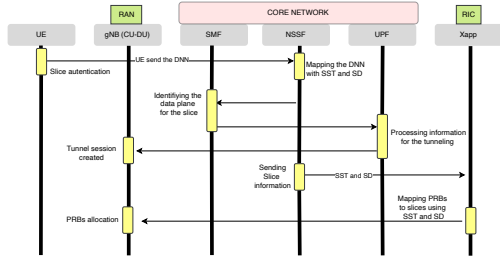 RAN
CORE NETWORK
RIC
UE
gNB (CU-DU)
SMF
NSSF
UPF
Xapp
UE send the DNN
Slice autentication
Mapping the DNN
with SST and SD
Identifiying the
data plane
for the slice
Processing information
for the tunneling
Tunnel session
created
Sending
Slice
information
SST and SD
Mapping PRBs
to slices using
SST and SD
PRBs allocation